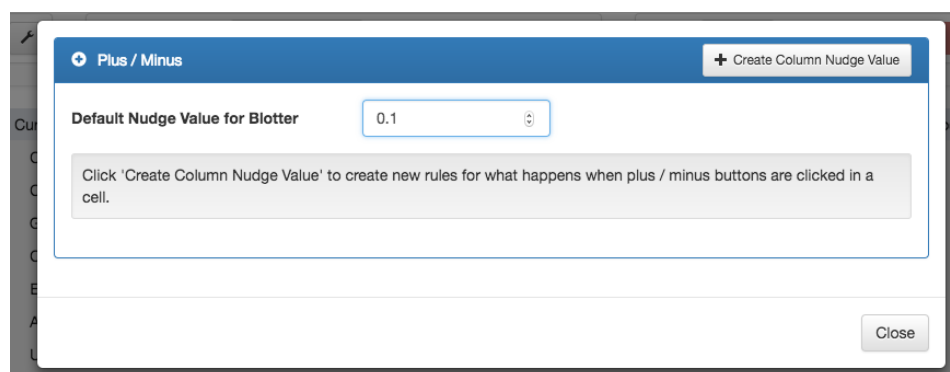 Plus / Minus
Create Column Nudge Value
Default Nudge Value for Blotter
0.1
Click 'Create Column Nudge Value' to create new rules for what happens when plus / minus buttons are clicked in a
cell.
Close